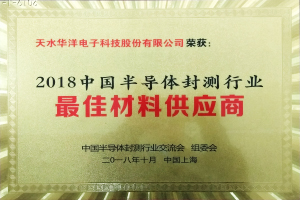 天水华洋电子科技股份有限公司 荣获：
2018中国半导体封测行业
最佳材料供应商
中国半导体封测行业交流会 组委会
二〇一八年十月 中国上海